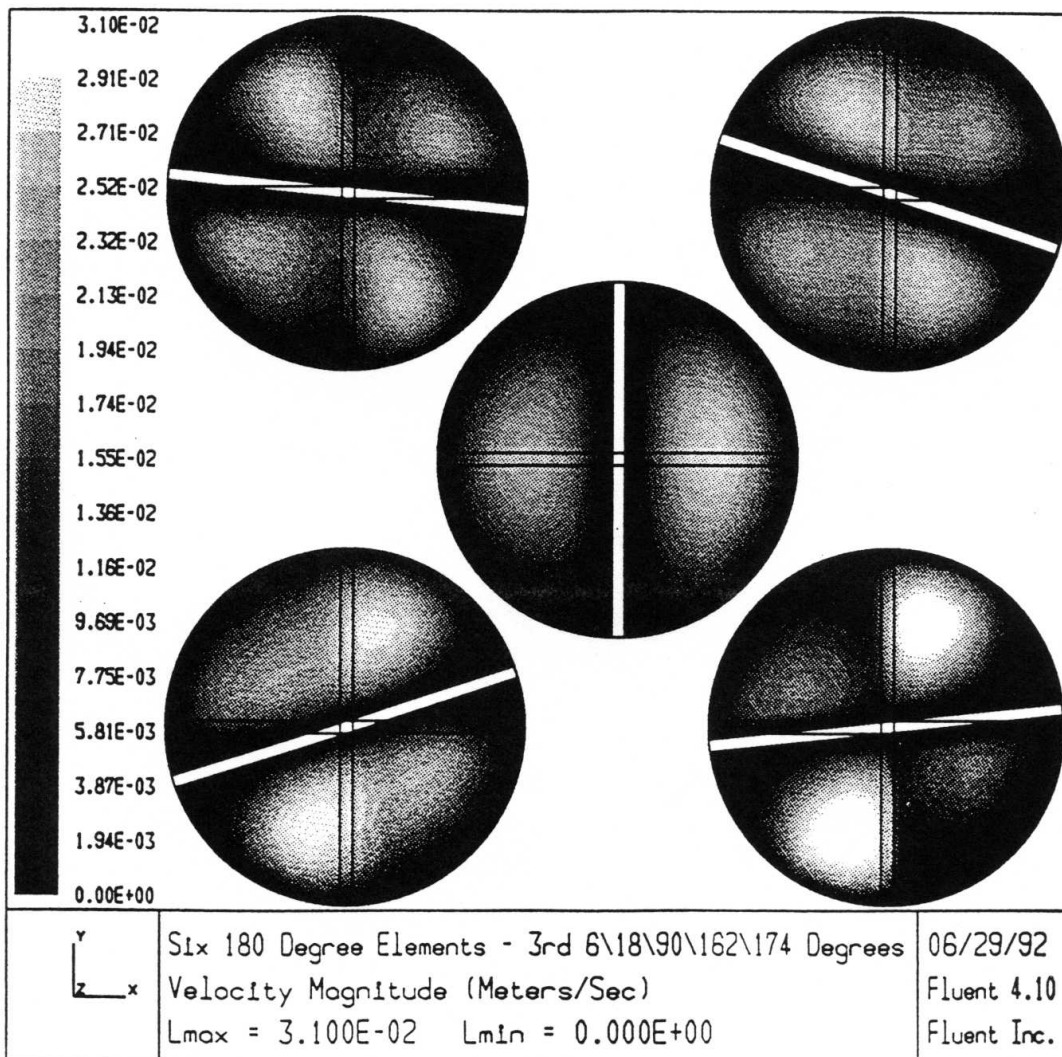 3.10E-02
2.91E-02
2.71E-02
2.52E-02
2.32E-02
2.13E-02
1.94E-02
1.74E-02
1.55E-02
1.36E-02
1.16E-02
9.69E-03
7.75E-03
5.81E-03
3.87E-03
1.94E-03
0.00E+00
Y
Z X
Six 180 Degree Elements - 3rd 6\18\90\162\174 Degrees
Velocity Magnitude (Meters/Sec)
Lmax = 3.100E-02 Lmin = 0.000E+00
06/29/92
Fluent 4.10
Fluent Inc.